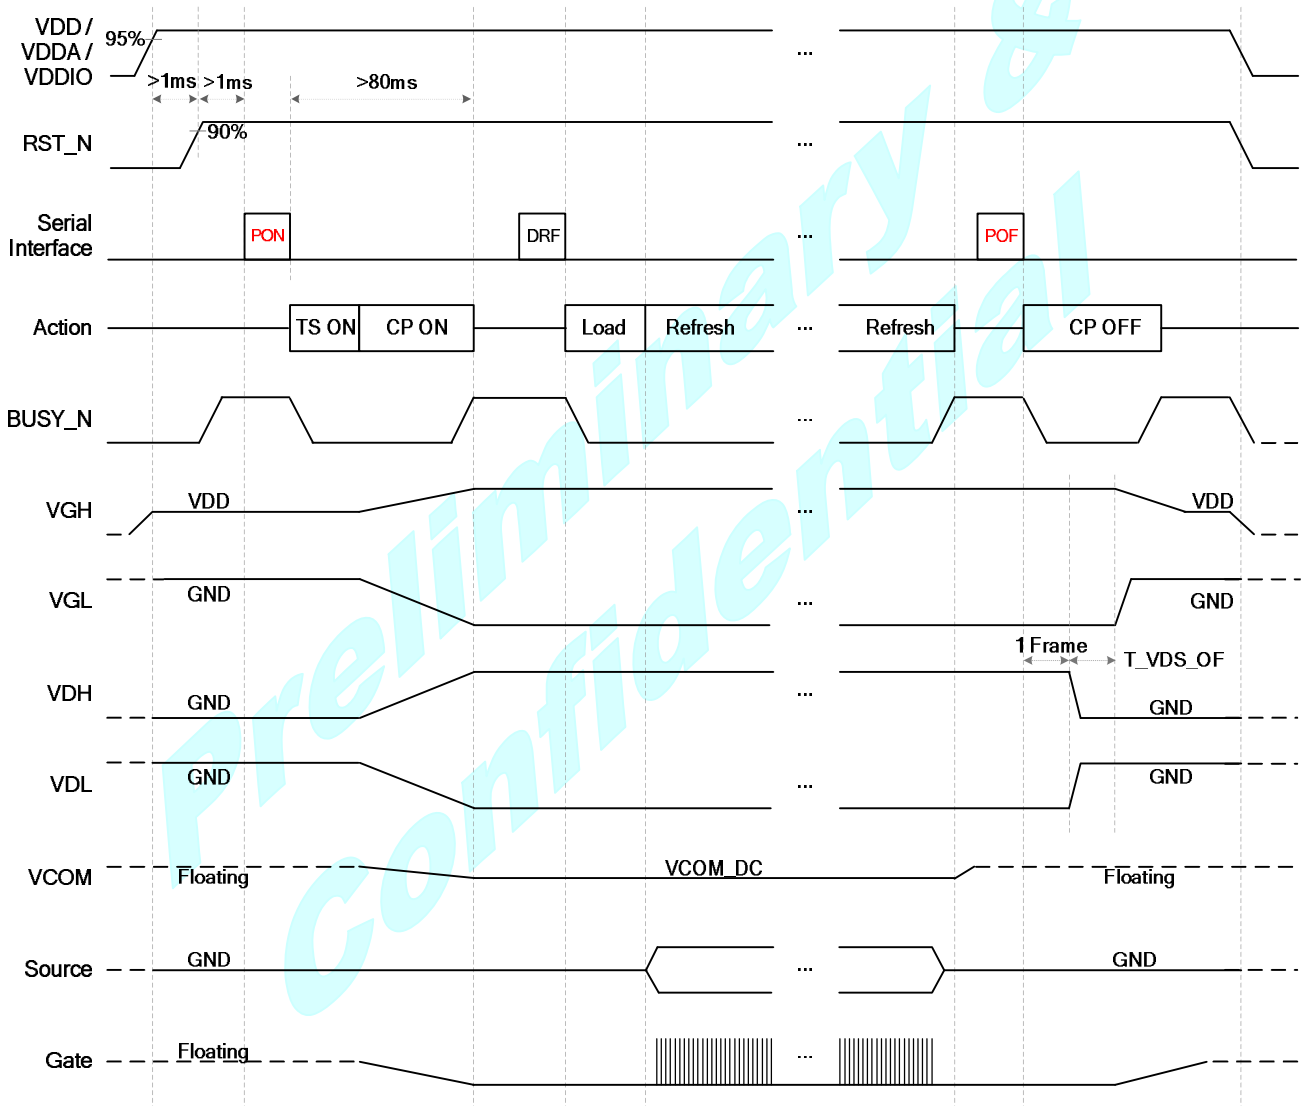 VDD /
VDDA /
VDDIO
95%
>1ms
>1ms
>80ms
...
RST_N
90%
...
Serial
Interface
PON
DRF
...
POF
Action
TS ON
CP ON
Load
Refresh
...
Refresh
CP OFF
BUSY_N
...
VGH
VDD
...
VDD
VGL
GND
...
GND
1 Frame
T_VDS_OF
VDH
GND
...
GND
VDL
GND
...
GND
VCOM
Floating
VCOM_DC
Floating
Source
GND
...
GND
Gate
Floating
...
Preliminary &
Confidential